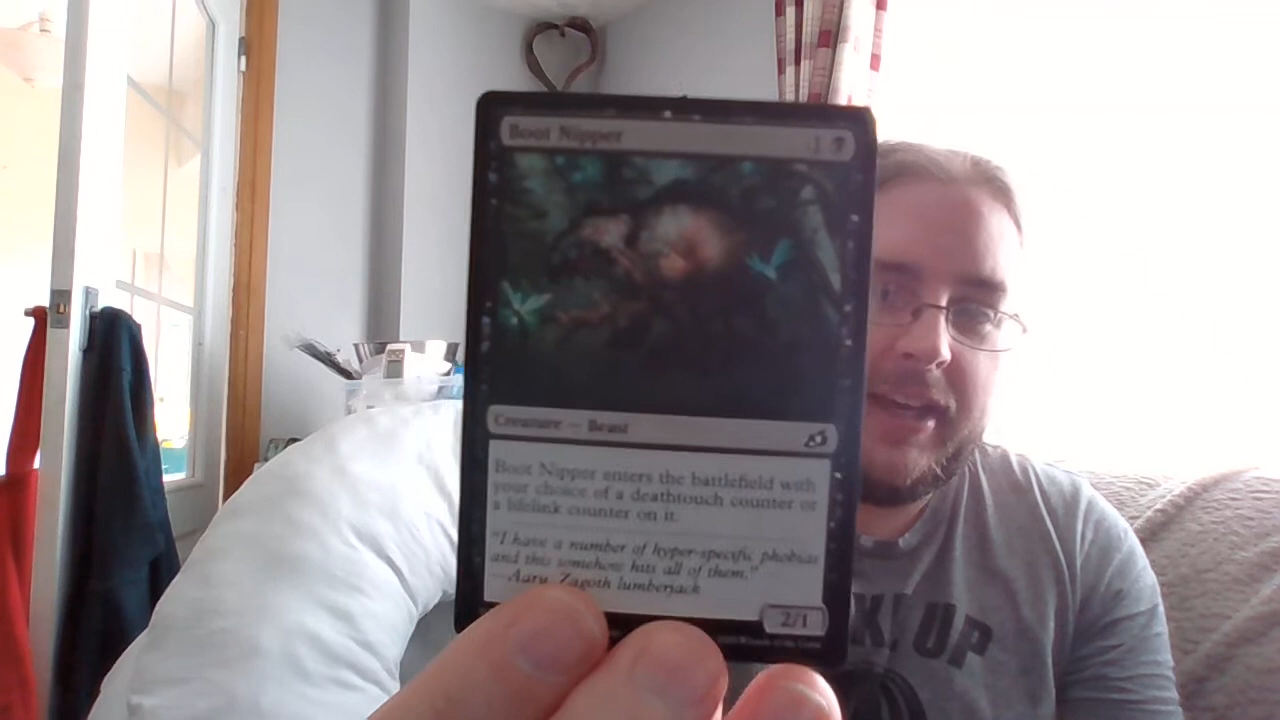 Boot Nipper
1
Creature — Beast
Boot Nipper enters the battlefield with
your choice of a deathtouch counter or
a lifelink counter on it.
"I have a number of hyper-specific phobias
and this somehow hits all of them."
—Aaru, Zagoth lumberjack
2/1
UP